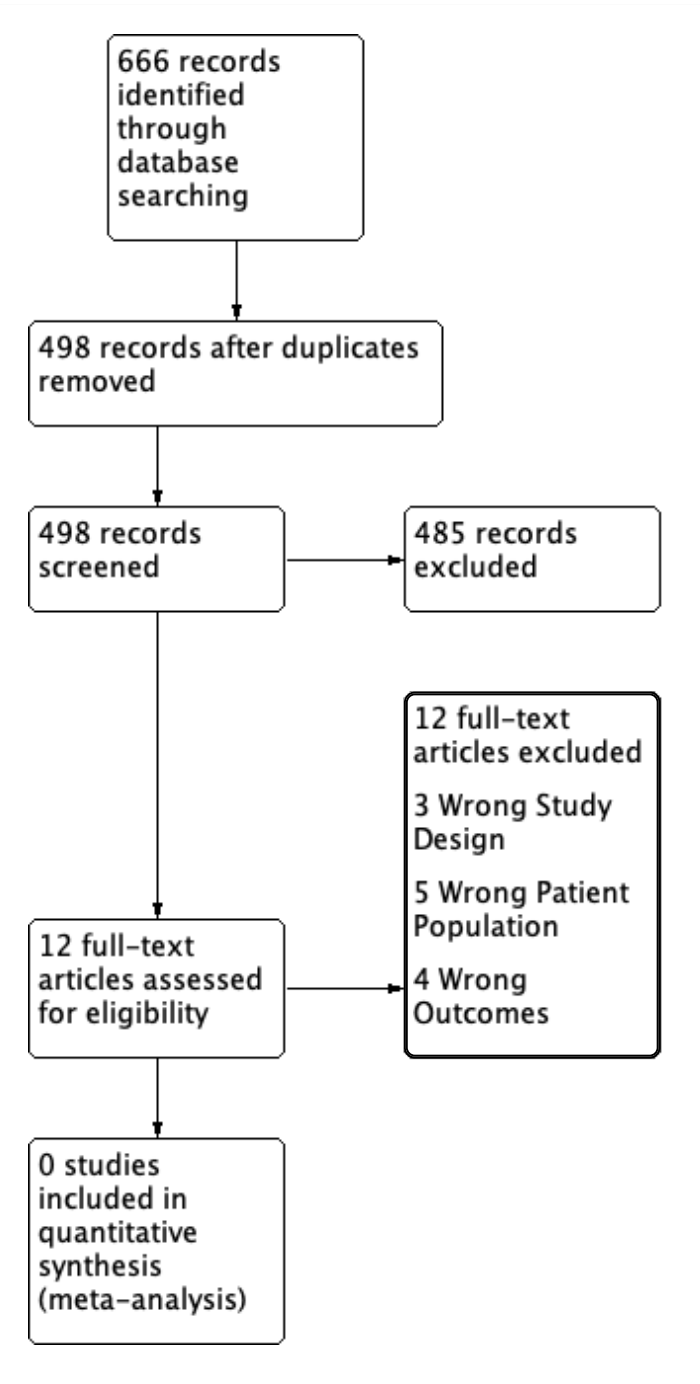 666 records
identified
through
database
searching
498 records after duplicates
removed
498 records
screened
485 records
excluded
12 full-text
articles excluded
3 Wrong Study
Design
5 Wrong Patient
Population
4 Wrong
Outcomes
12 full-text
articles assessed
for eligibility
0 studies
included in
quantitative
synthesis
(meta-analysis)